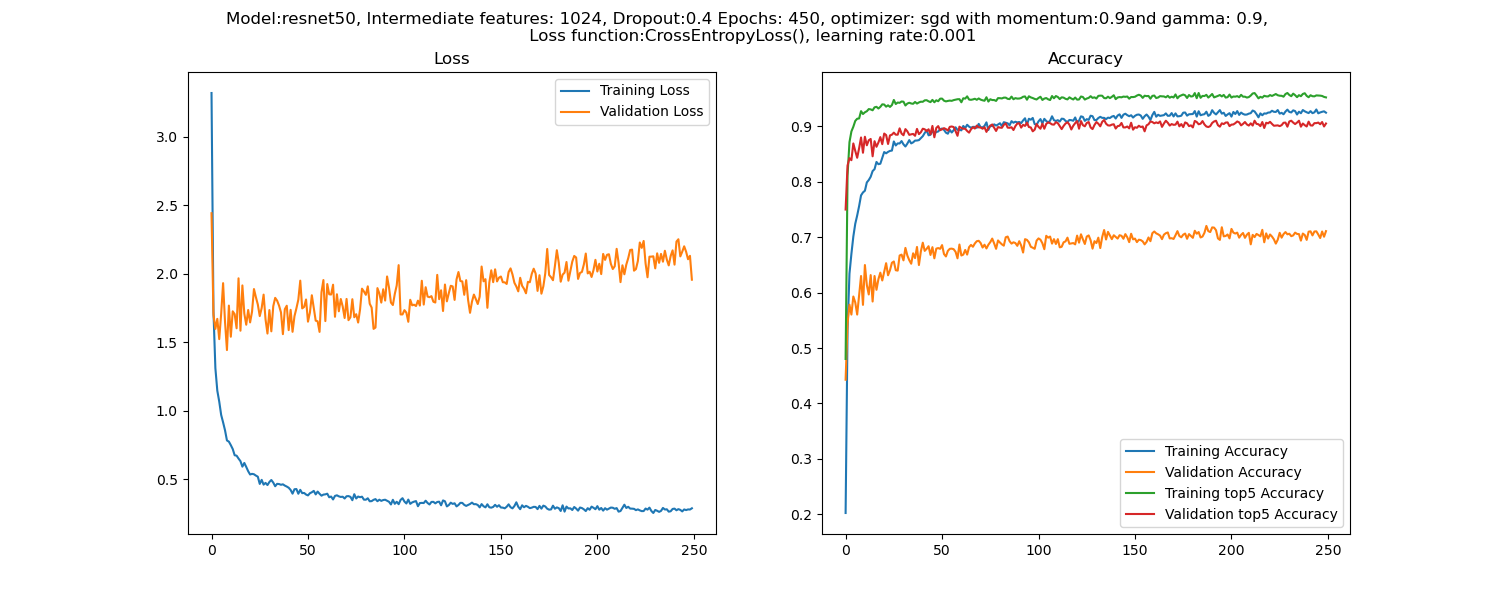 Model:resnet50, Intermediate features: 1024, Dropout:0.4 Epochs: 450, optimizer: sgd with momentum:0.9and gamma: 0.9,
Loss function:CrossEntropyLoss(), learning rate:0.001
Loss
Training Loss
Validation Loss
3.0
2.5
2.0
1.5
1.0
0.5
0 50 100 150 200 250
Accuracy
0.9
0.8
0.7
0.6
0.5
0.4
0.3
0.2
Training Accuracy
Validation Accuracy
Training top5 Accuracy
Validation top5 Accuracy
0 50 100 150 200 250